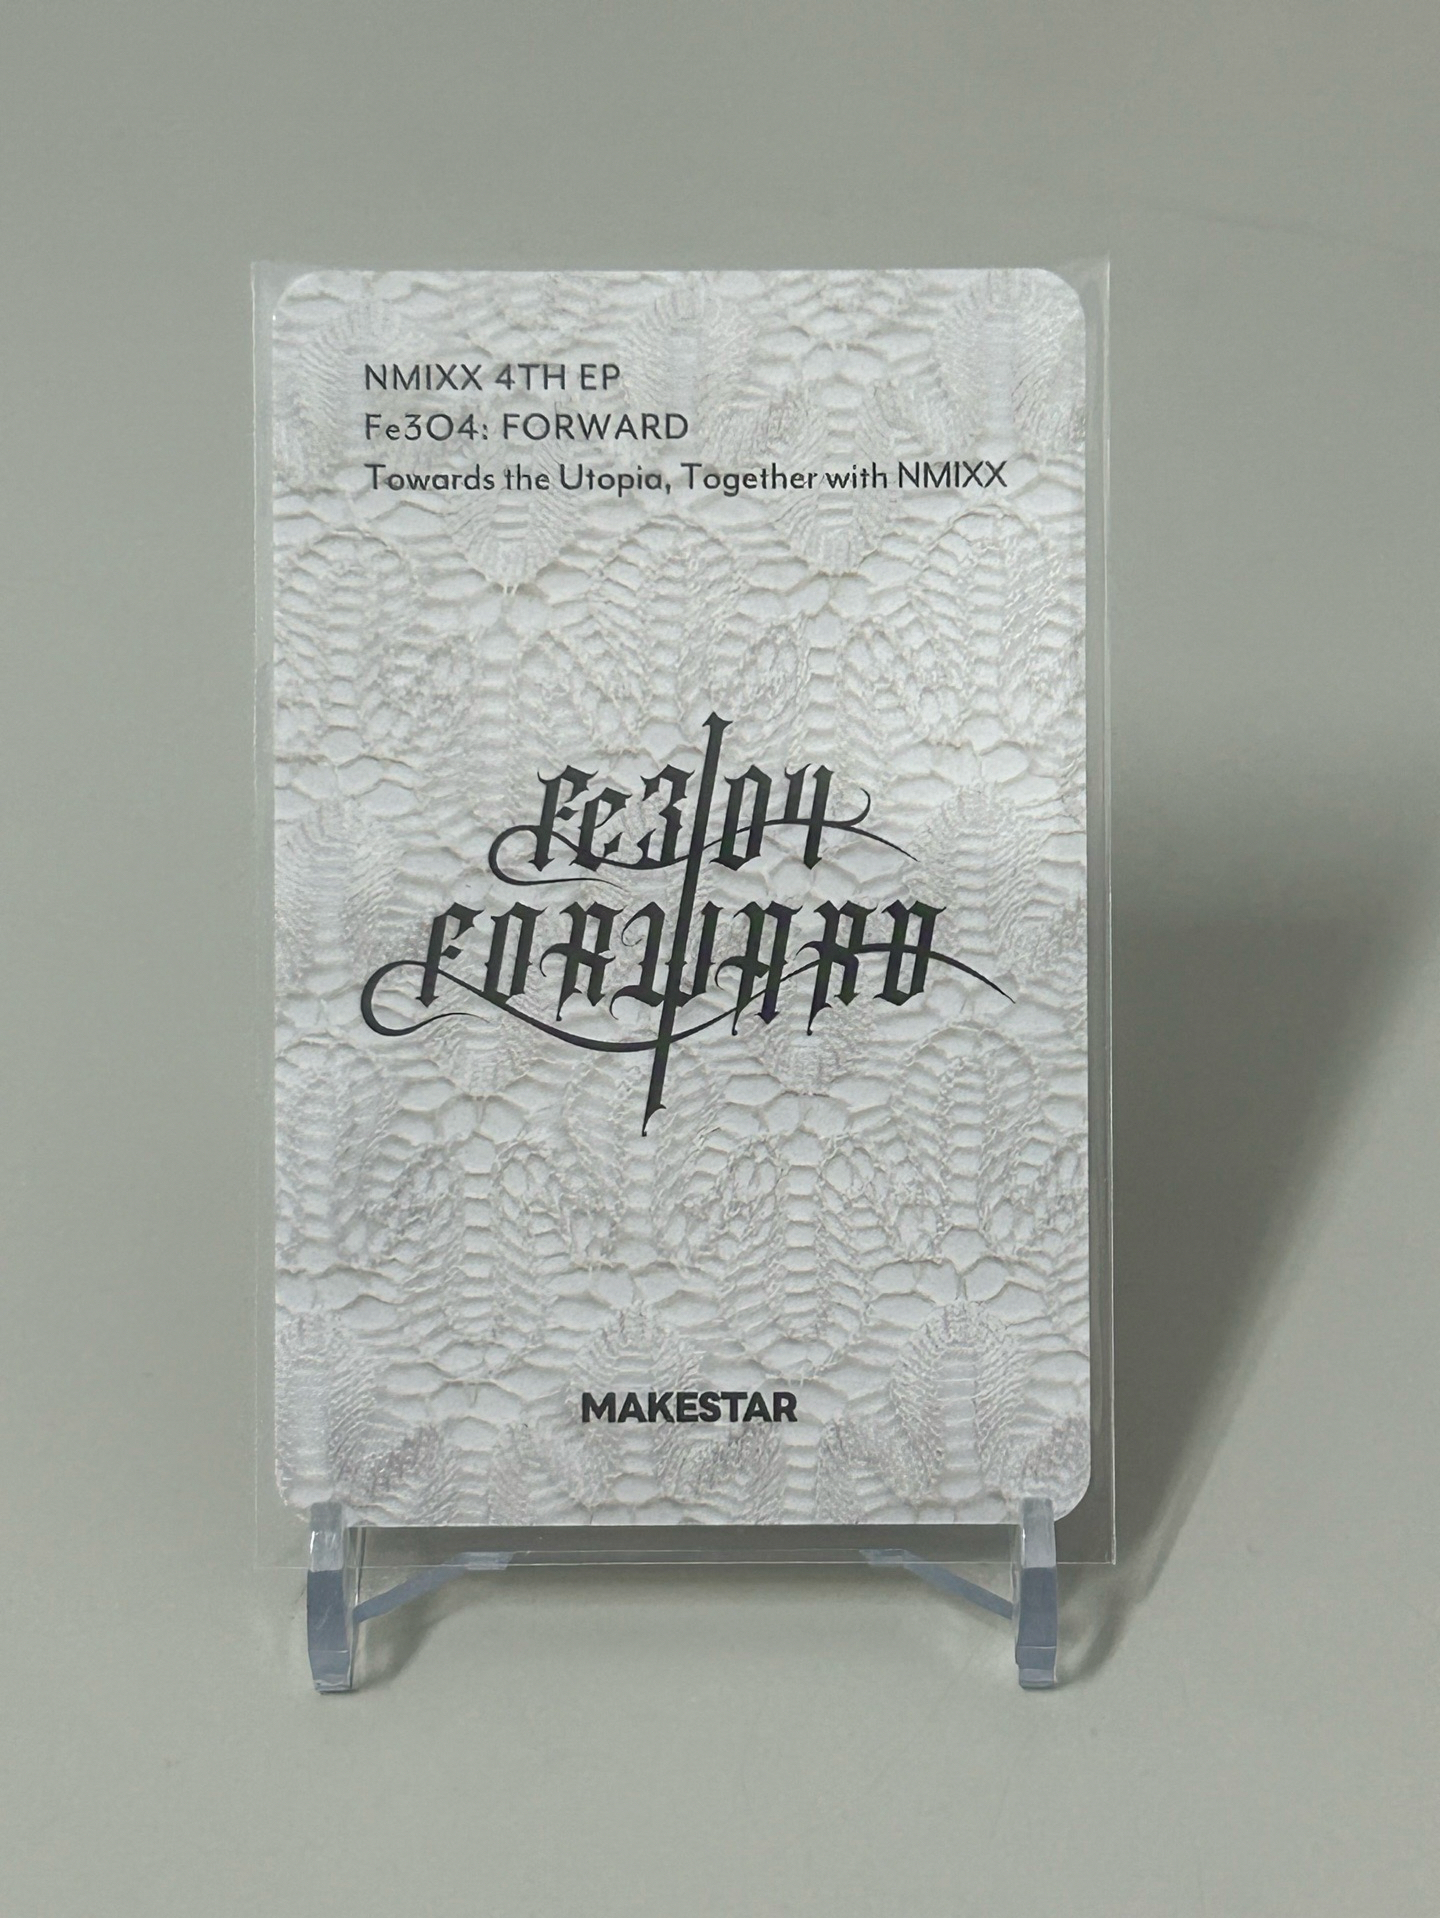 NMIXX 4TH EP
Fe3O4: FORWARD
Towards the Utopia, Together with NMIXX
Fe3O4
FORWARD
MAKESTAR